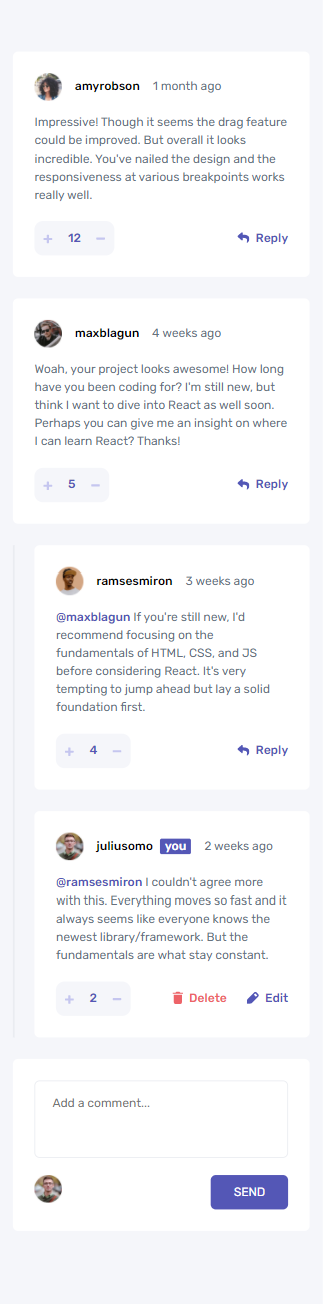 amyrobson 1 month ago
Impressive! Though it seems the drag feature
could be improved. But overall it looks
incredible. You've nailed the design and the
responsiveness at various breakpoints works
really well.
+ 12 −
Reply
maxblagun 4 weeks ago
Woah, your project looks awesome! How long
have you been coding for? I'm still new, but
think I want to dive into React as well soon.
Perhaps you can give me an insight on where
I can learn React? Thanks!
+ 5 −
Reply
ramsesmiron 3 weeks ago
@maxblagun If you're still new, I'd
recommend focusing on the
fundamentals of HTML, CSS, and JS
before considering React. It's very
tempting to jump ahead but lay a solid
foundation first.
+ 4 −
Reply
juliusomo you 2 weeks ago
@ramsesmiron I couldn't agree more
with this. Everything moves so fast and it
always seems like everyone knows the
newest library/framework. But the
fundamentals are what stay constant.
+ 2 −
Delete Edit
Add a comment...
SEND